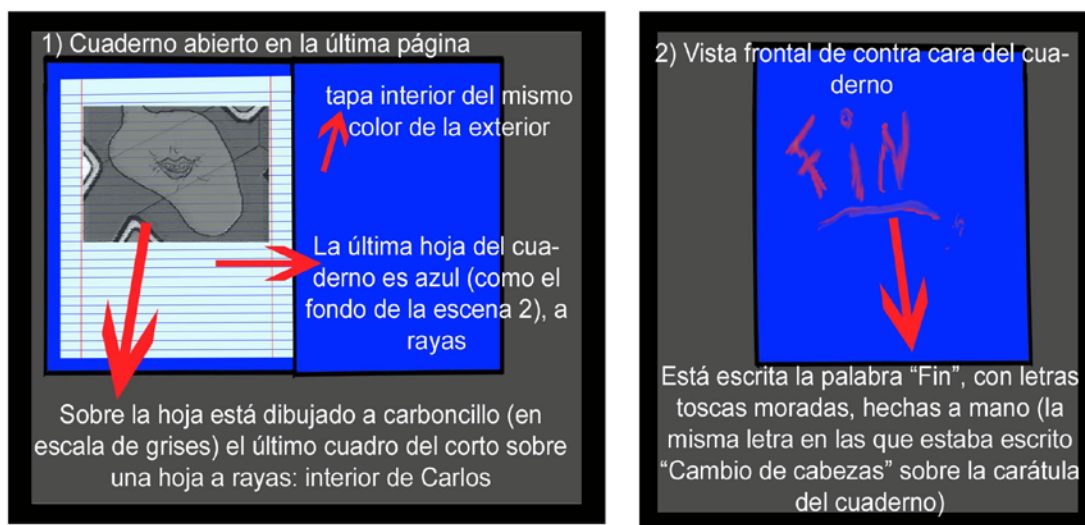 1) Cuaderno abierto en la última página
tapa interior del mismo
color de la exterior
La última hoja del cua-
derno es azul (como el
fondo de la escena 2), a
rayas
Sobre la hoja está dibujado a carboncillo (en
escala de grises) el último cuadro del corto sobre
una hoja a rayas: interior de Carlos
2) Vista frontal de contra cara del cua-
derno
FiN
Está escrita la palabra “Fin”, con letras
toscas moradas, hechas a mano (la
misma letra en las que estaba escrito
“Cambio de cabezas” sobre la carátula
del cuaderno)